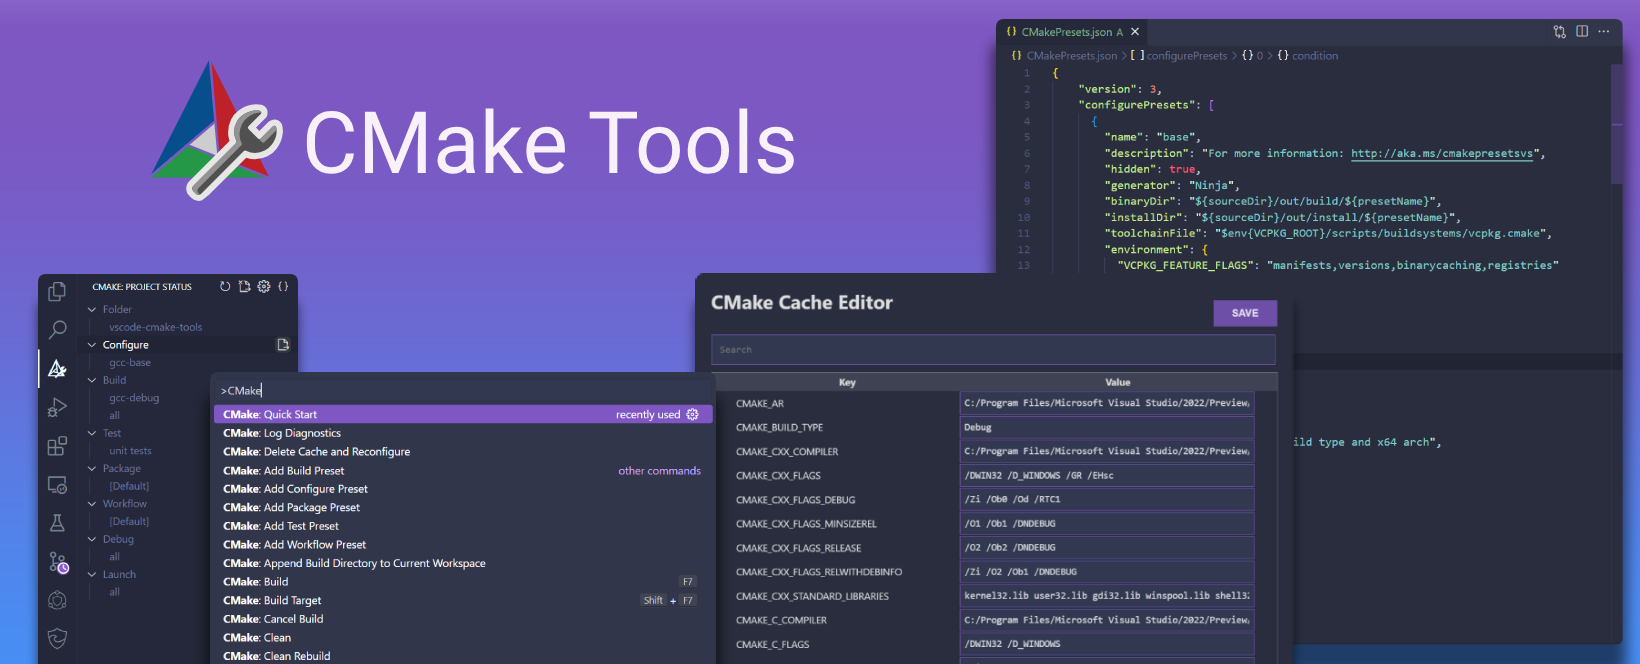 CMake Tools
CMakePresets.json A
CMakePresets.json > [ ] configurePresets > {} 0 > {} condition
1 {
2 "version": 3,
3 "configurePresets": [
4 {
5 "name": "base",
6 "description": "For more information: http://aka.ms/cmakepresetsvs",
7 "hidden": true,
8 "generator": "Ninja",
9 "binaryDir": "${sourceDir}/out/build/${presetName}",
10 "installDir": "${sourceDir}/out/install/${presetName}",
11 "toolchainFile": "$env{VCPKG_ROOT}/scripts/buildsystems/vcpkg.cmake",
12 "environment": {
13 "VCPKG_FEATURE_FLAGS": "manifests,versions,binarycaching,registries"
ild type and x64 arch",
CMAKE: PROJECT STATUS
Folder
vscode-cmake-tools
Configure
gcc-base
Build
gcc-debug
all
Test
unit tests
Package
[Default]
Workflow
[Default]
Debug
all
Launch
all
>CMake
CMake: Quick Start recently used
CMake: Log Diagnostics
CMake: Delete Cache and Reconfigure
CMake: Add Build Preset other commands
CMake: Add Configure Preset
CMake: Add Package Preset
CMake: Add Test Preset
CMake: Add Workflow Preset
CMake: Append Build Directory to Current Workspace
CMake: Build F7
CMake: Build Target Shift + F7
CMake: Cancel Build
CMake: Clean
CMake: Clean Rebuild
CMake Cache Editor
SAVE
Search
Key Value
CMAKE_AR C:/Program Files/Microsoft Visual Studio/2022/Preview/
CMAKE_BUILD_TYPE Debug
CMAKE_CXX_COMPILER C:/Program Files/Microsoft Visual Studio/2022/Preview/
CMAKE_CXX_FLAGS /DWIN32 /D_WINDOWS /GR /EHsc
CMAKE_CXX_FLAGS_DEBUG /Zi /Ob0 /Od /RTC1
CMAKE_CXX_FLAGS_MINSIZEREL /O1 /Ob1 /DNDEBUG
CMAKE_CXX_FLAGS_RELEASE /O2 /Ob2 /DNDEBUG
CMAKE_CXX_FLAGS_RELWITHDEBINFO /Zi /O2 /Ob1 /DNDEBUG
CMAKE_CXX_STANDARD_LIBRARIES kernel32.lib user32.lib gdi32.lib winspool.lib shell32
CMAKE_C_COMPILER C:/Program Files/Microsoft Visual Studio/2022/Preview/
CMAKE_C_FLAGS /DWIN32 /D_WINDOWS